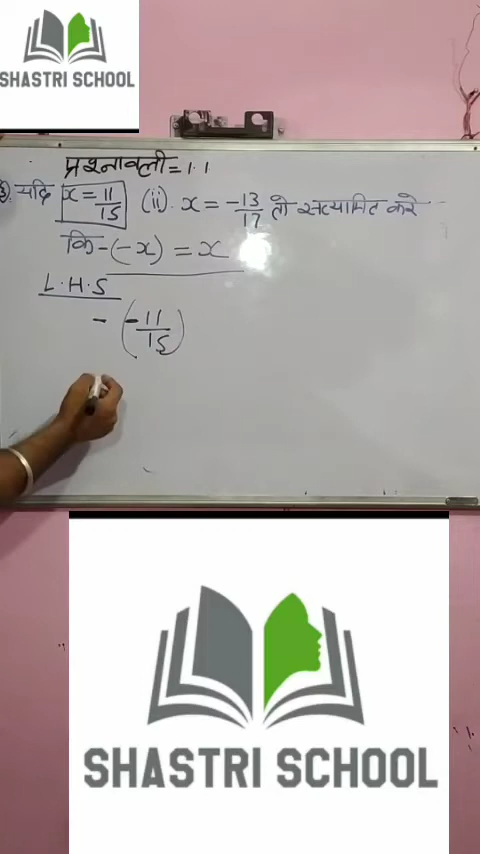 SHASTRI SCHOOL
प्रश्नावली = 1.1
3. यदि x = 11/15 (ii). x = -13/17 तो सत्यापित करे
कि -(-x) = x
L.H.S
- (-11/15)
SHASTRI SCHOOL